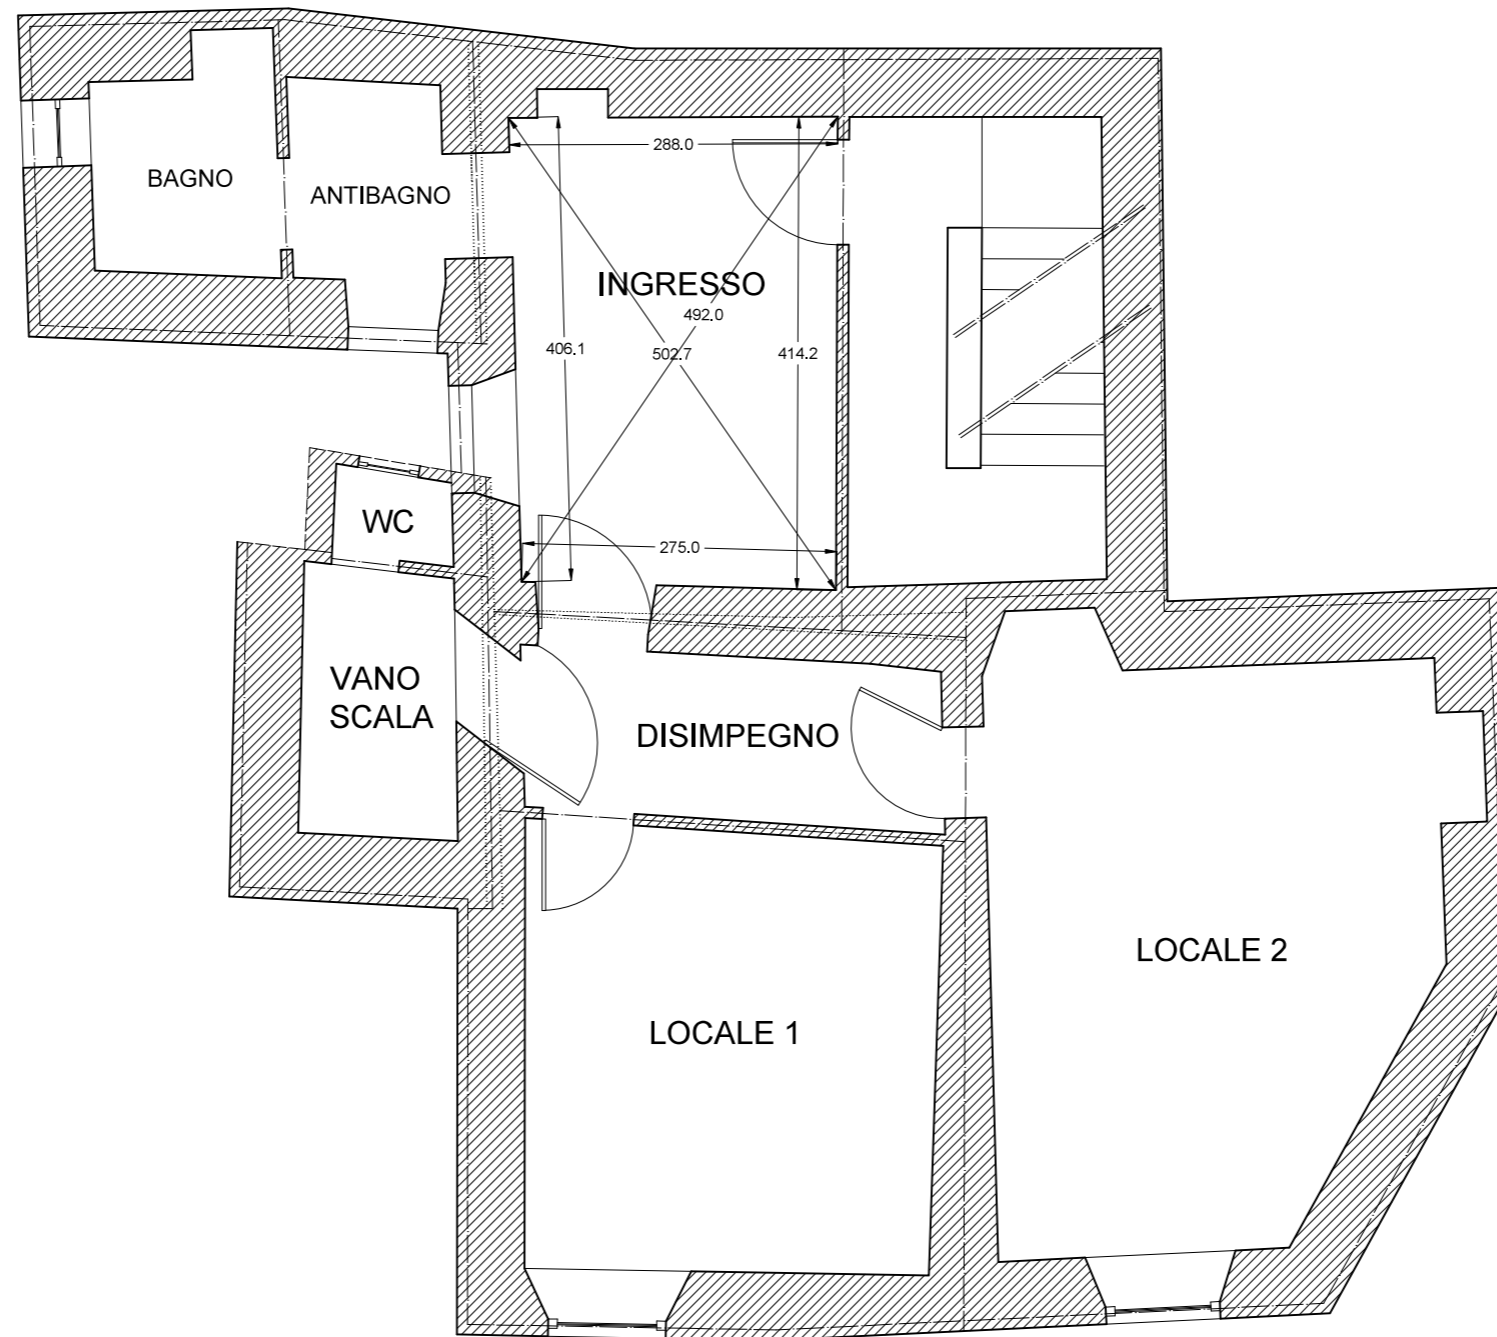 288.0
BAGNO
ANTIBAGNO
INGRESSO
492.0
406.1
502.7
414.2
WC
275.0
VANO
SCALA
DISIMPEGNO
LOCALE 2
LOCALE 1